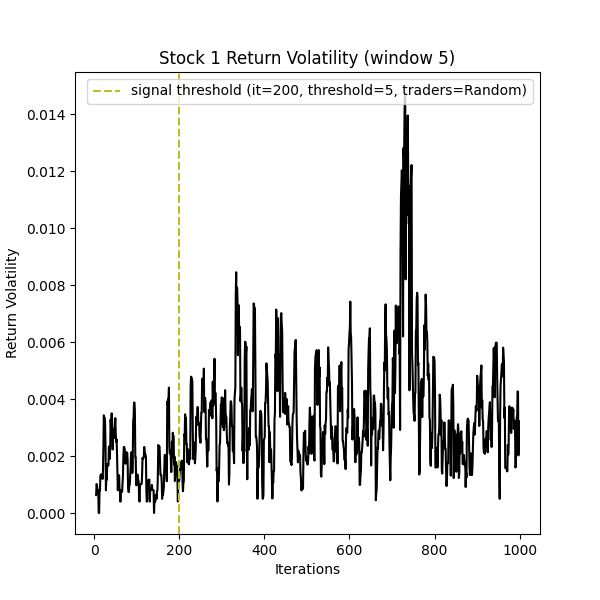 Stock 1 Return Volatility (window 5)
signal threshold (it=200, threshold=5, traders=Random)
0.014
0.012
0.010
0.008
0.006
0.004
0.002
0.000
Return Volatility
0 200 400 600 800 1000
Iterations